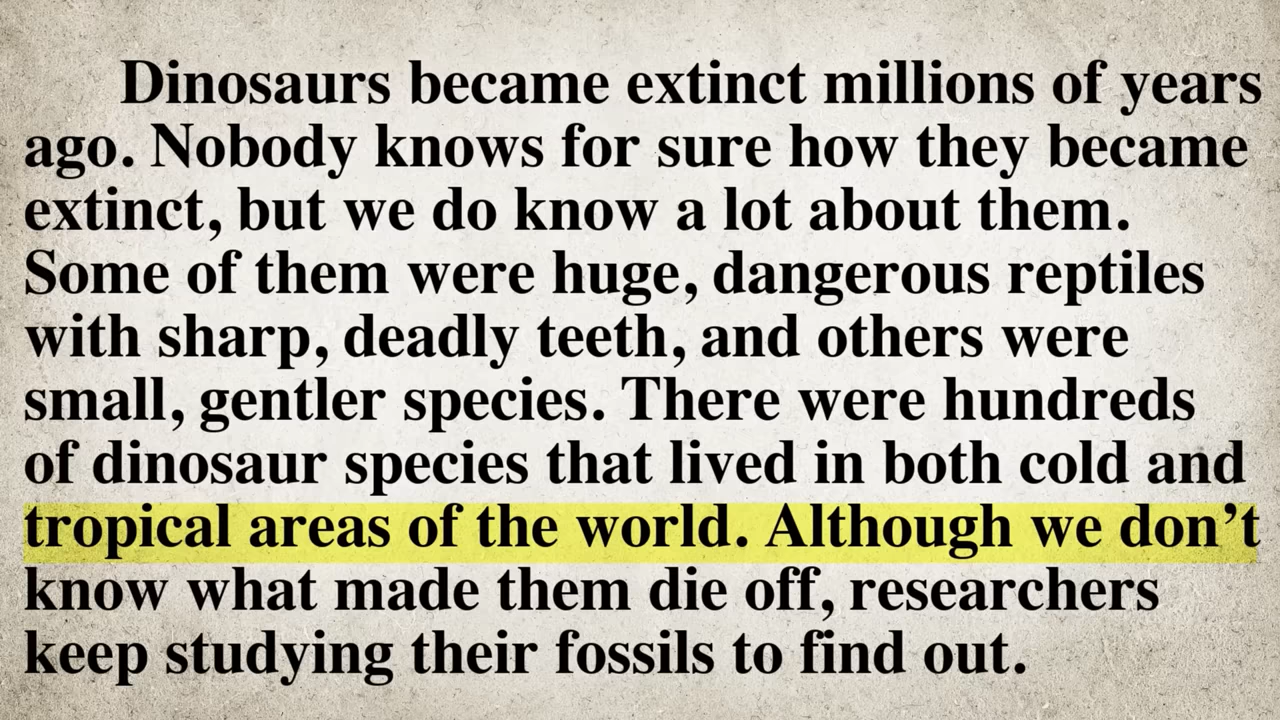 Dinosaurs became extinct millions of years
ago. Nobody knows for sure how they became
extinct, but we do know a lot about them.
Some of them were huge, dangerous reptiles
with sharp, deadly teeth, and others were
small, gentler species. There were hundreds
of dinosaur species that lived in both cold and
tropical areas of the world. Although we don’t
know what made them die off, researchers
keep studying their fossils to find out.